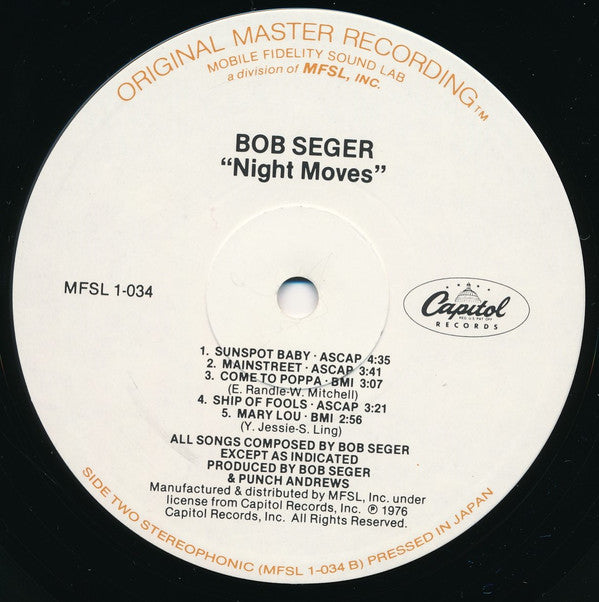 ORIGINAL MASTER RECORDING™
MOBILE FIDELITY SOUND LAB
a division of MFSL, INC.
BOB SEGER
“Night Moves”
MFSL 1-034
Capitol
REG. U.S. PAT. OFF.
RECORDS
1. SUNSPOT BABY · ASCAP 4:35
2. MAINSTREET · ASCAP 3:41
3. COME TO POPPA · BMI 3:07
(E. Randle-W. Mitchell)
4. SHIP OF FOOLS · ASCAP 3:21
5. MARY LOU · BMI 2:56
(Y. Jessie-S. Ling)
ALL SONGS COMPOSED BY BOB SEGER
EXCEPT AS INDICATED
PRODUCED BY BOB SEGER
& PUNCH ANDREWS
Manufactured & distributed by MFSL, Inc. under
license from Capitol Records, Inc. ℗ 1976
Capitol Records, Inc. All Rights Reserved.
SIDE TWO STEREOPHONIC (MFSL 1-034 B) PRESSED IN JAPAN